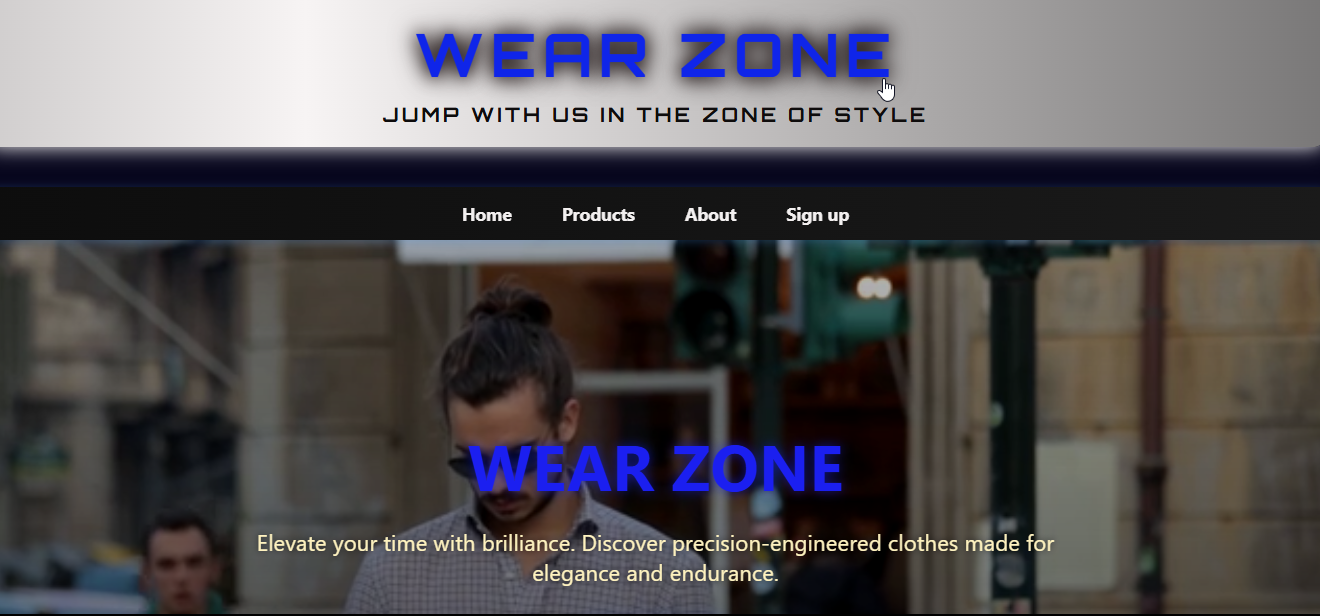 WEAR ZONE
JUMP WITH US IN THE ZONE OF STYLE
Home Products About Sign up
WEAR ZONE
Elevate your time with brilliance. Discover precision-engineered clothes made for
elegance and endurance.